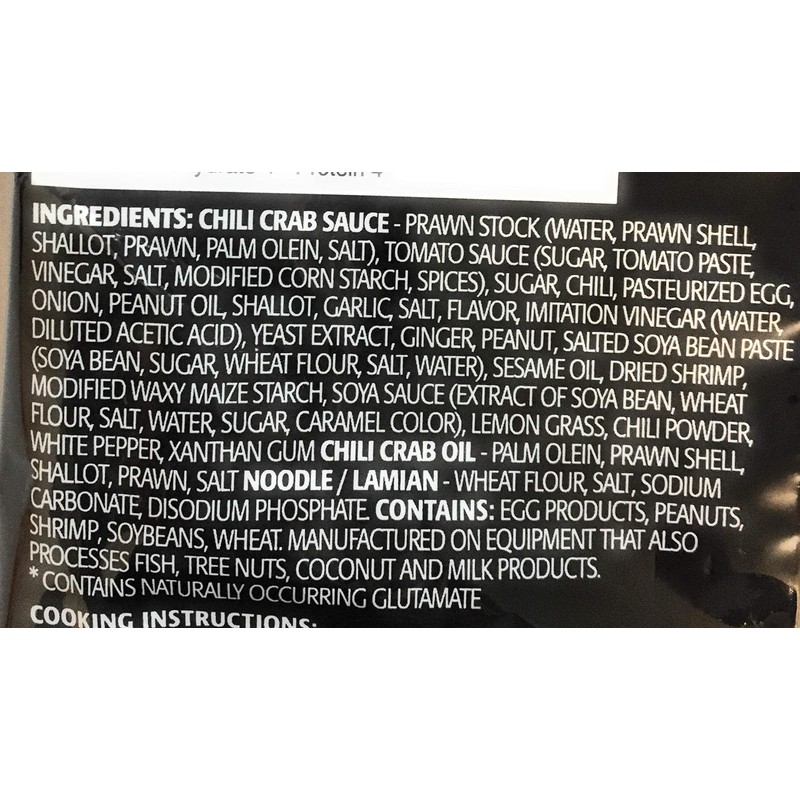 Protein 4
INGREDIENTS: CHILI CRAB SAUCE - PRAWN STOCK (WATER, PRAWN SHELL,
SHALLOT, PRAWN, PALM OLEIN, SALT), TOMATO SAUCE (SUGAR, TOMATO PASTE,
VINEGAR, SALT, MODIFIED CORN STARCH, SPICES), SUGAR, CHILI, PASTEURIZED EGG,
ONION, PEANUT OIL, SHALLOT, GARLIC, SALT, FLAVOR, IMITATION VINEGAR (WATER,
DILUTED ACETIC ACID), YEAST EXTRACT, GINGER, PEANUT, SALTED SOYA BEAN PASTE
(SOYA BEAN, SUGAR, WHEAT FLOUR, SALT, WATER), SESAME OIL, DRIED SHRIMP,
MODIFIED WAXY MAIZE STARCH, SOYA SAUCE (EXTRACT OF SOYA BEAN, WHEAT
FLOUR, SALT, WATER, SUGAR, CARAMEL COLOR), LEMON GRASS, CHILI POWDER,
WHITE PEPPER, XANTHAN GUM CHILI CRAB OIL - PALM OLEIN, PRAWN SHELL,
SHALLOT, PRAWN, SALT NOODLE / LAMIAN - WHEAT FLOUR, SALT, SODIUM
CARBONATE, DISODIUM PHOSPHATE. CONTAINS: EGG PRODUCTS, PEANUTS,
SHRIMP, SOYBEANS, WHEAT. MANUFACTURED ON EQUIPMENT THAT ALSO
PROCESSES FISH, TREE NUTS, COCONUT AND MILK PRODUCTS.
* CONTAINS NATURALLY OCCURRING GLUTAMATE
COOKING INSTRUCTIONS: